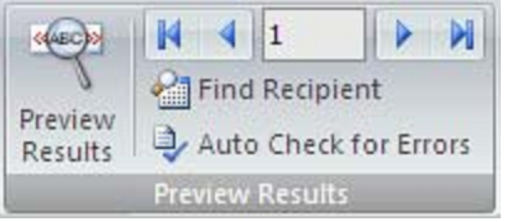 «ABC»
1
Find Recipient
Preview
Results
Auto Check for Errors
Preview Results